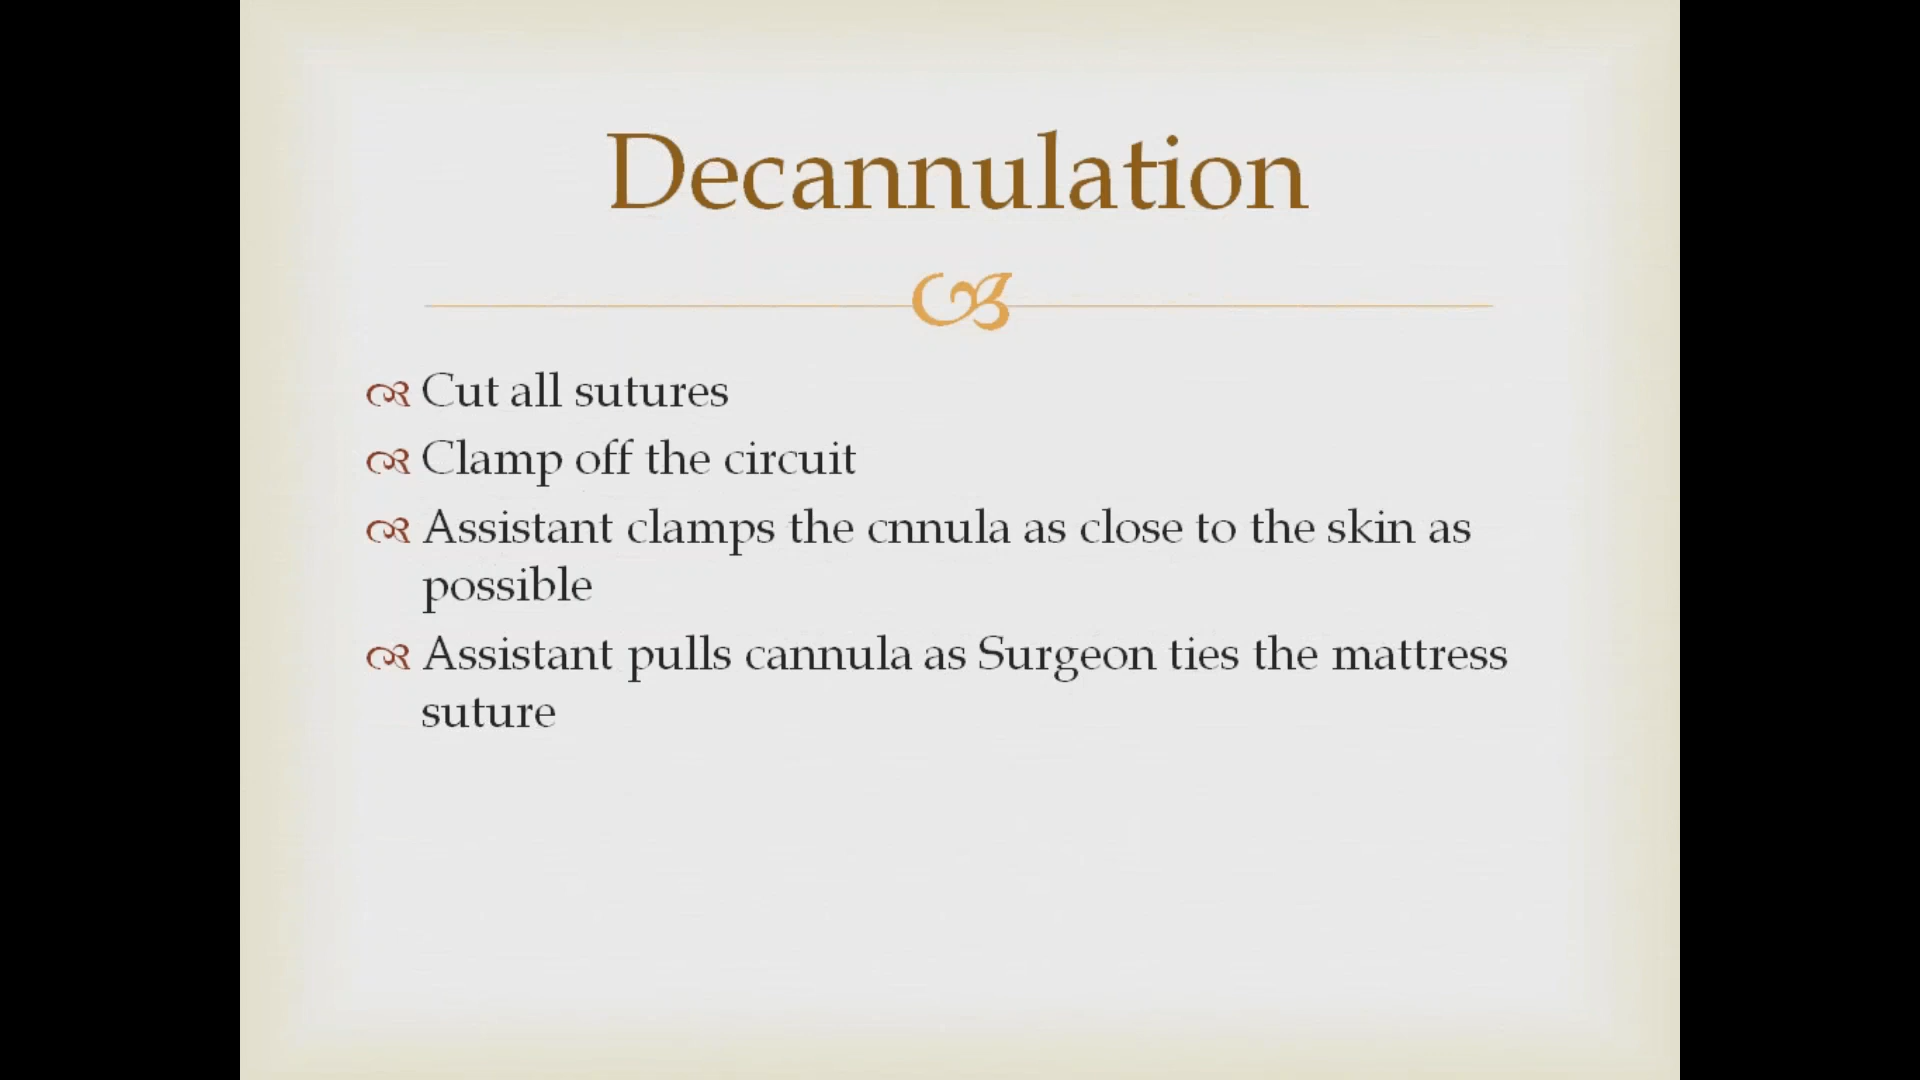 Decannulation
Cut all sutures
Clamp off the circuit
Assistant clamps the cnnula as close to the skin as
possible
Assistant pulls cannula as Surgeon ties the mattress
suture